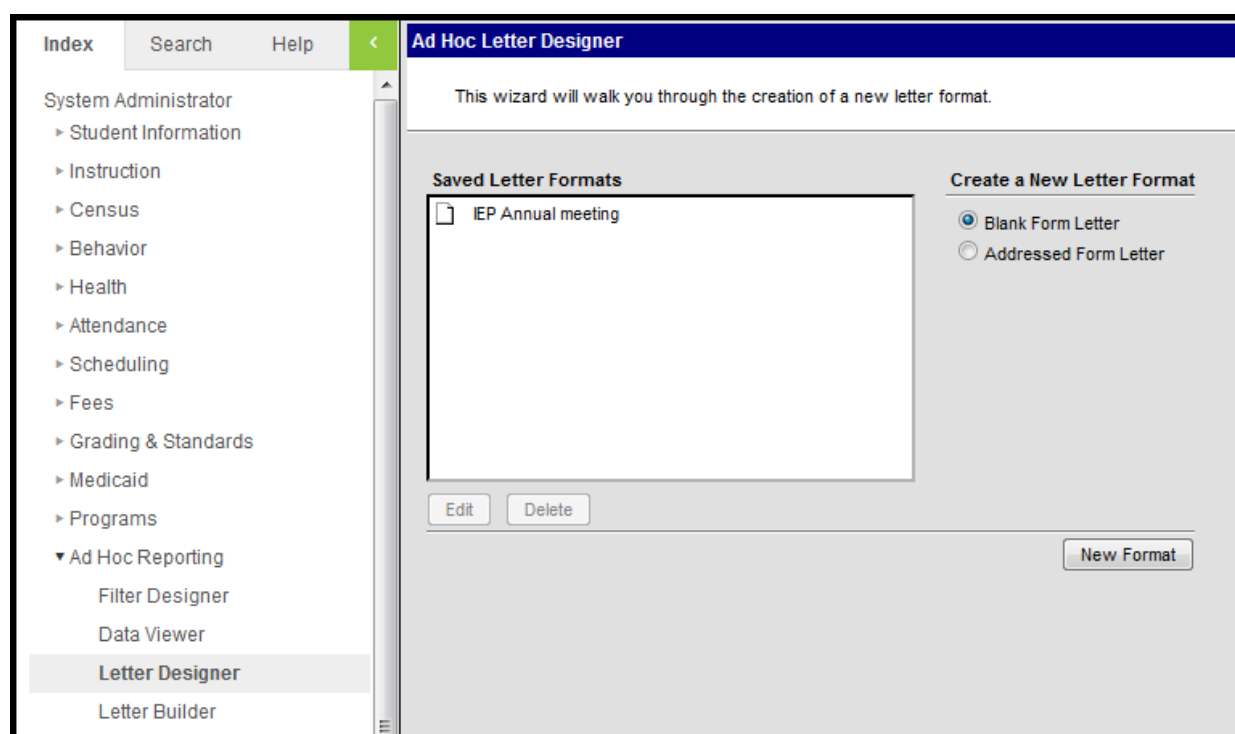 Index Search Help
System Administrator
Student Information
Instruction
Census
Behavior
Health
Attendance
Scheduling
Fees
Grading & Standards
Medicaid
Programs
Ad Hoc Reporting
Filter Designer
Data Viewer
Letter Designer
Letter Builder
Ad Hoc Letter Designer
This wizard will walk you through the creation of a new letter format.
Saved Letter Formats
IEP Annual meeting
Edit Delete
Create a New Letter Format
Blank Form Letter
Addressed Form Letter
New Format